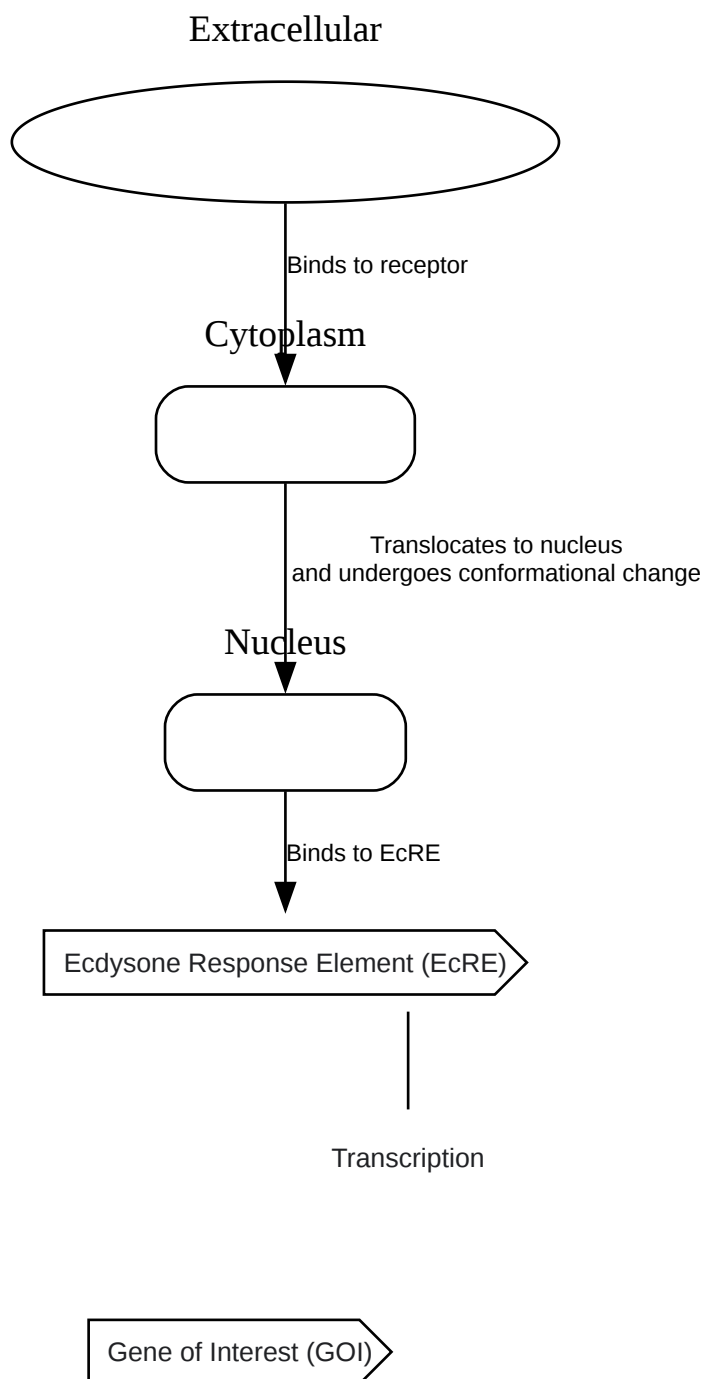 Extracellular
Binds to receptor
Cytoplasm
Translocates to nucleus
and undergoes conformational change
Nucleus
Binds to EcRE
Ecdysone Response Element (EcRE)
Transcription
Gene of Interest (GOI)